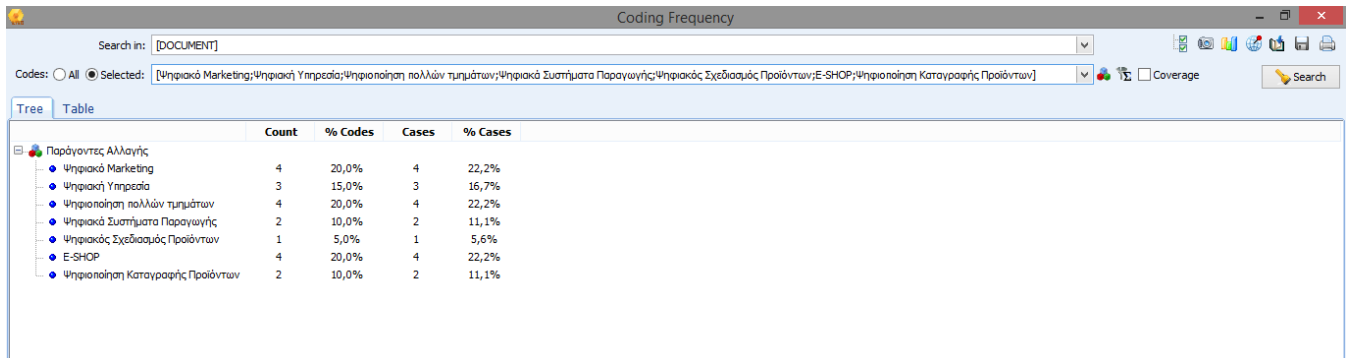 Coding Frequency
Search in: [DOCUMENT]
Codes: All Selected: [Ψηφιακό Marketing;Ψηφιακή Υπηρεσία;Ψηφιοποίηση πολλών τμημάτων;Ψηφιακά Συστήματα Παραγωγής;Ψηφιακός Σχεδιασμός Προϊόντων;E-SHOP;Ψηφιοποίηση Καταγραφής Προϊόντων] Coverage Search
Tree Table
Count % Codes Cases % Cases
Παράγοντες Αλλαγής
Ψηφιακό Marketing 4 20,0% 4 22,2%
Ψηφιακή Υπηρεσία 3 15,0% 3 16,7%
Ψηφιοποίηση πολλών τμημάτων 4 20,0% 4 22,2%
Ψηφιακά Συστήματα Παραγωγής 2 10,0% 2 11,1%
Ψηφιακός Σχεδιασμός Προϊόντων 1 5,0% 1 5,6%
E-SHOP 4 20,0% 4 22,2%
Ψηφιοποίηση Καταγραφής Προϊόντων 2 10,0% 2 11,1%